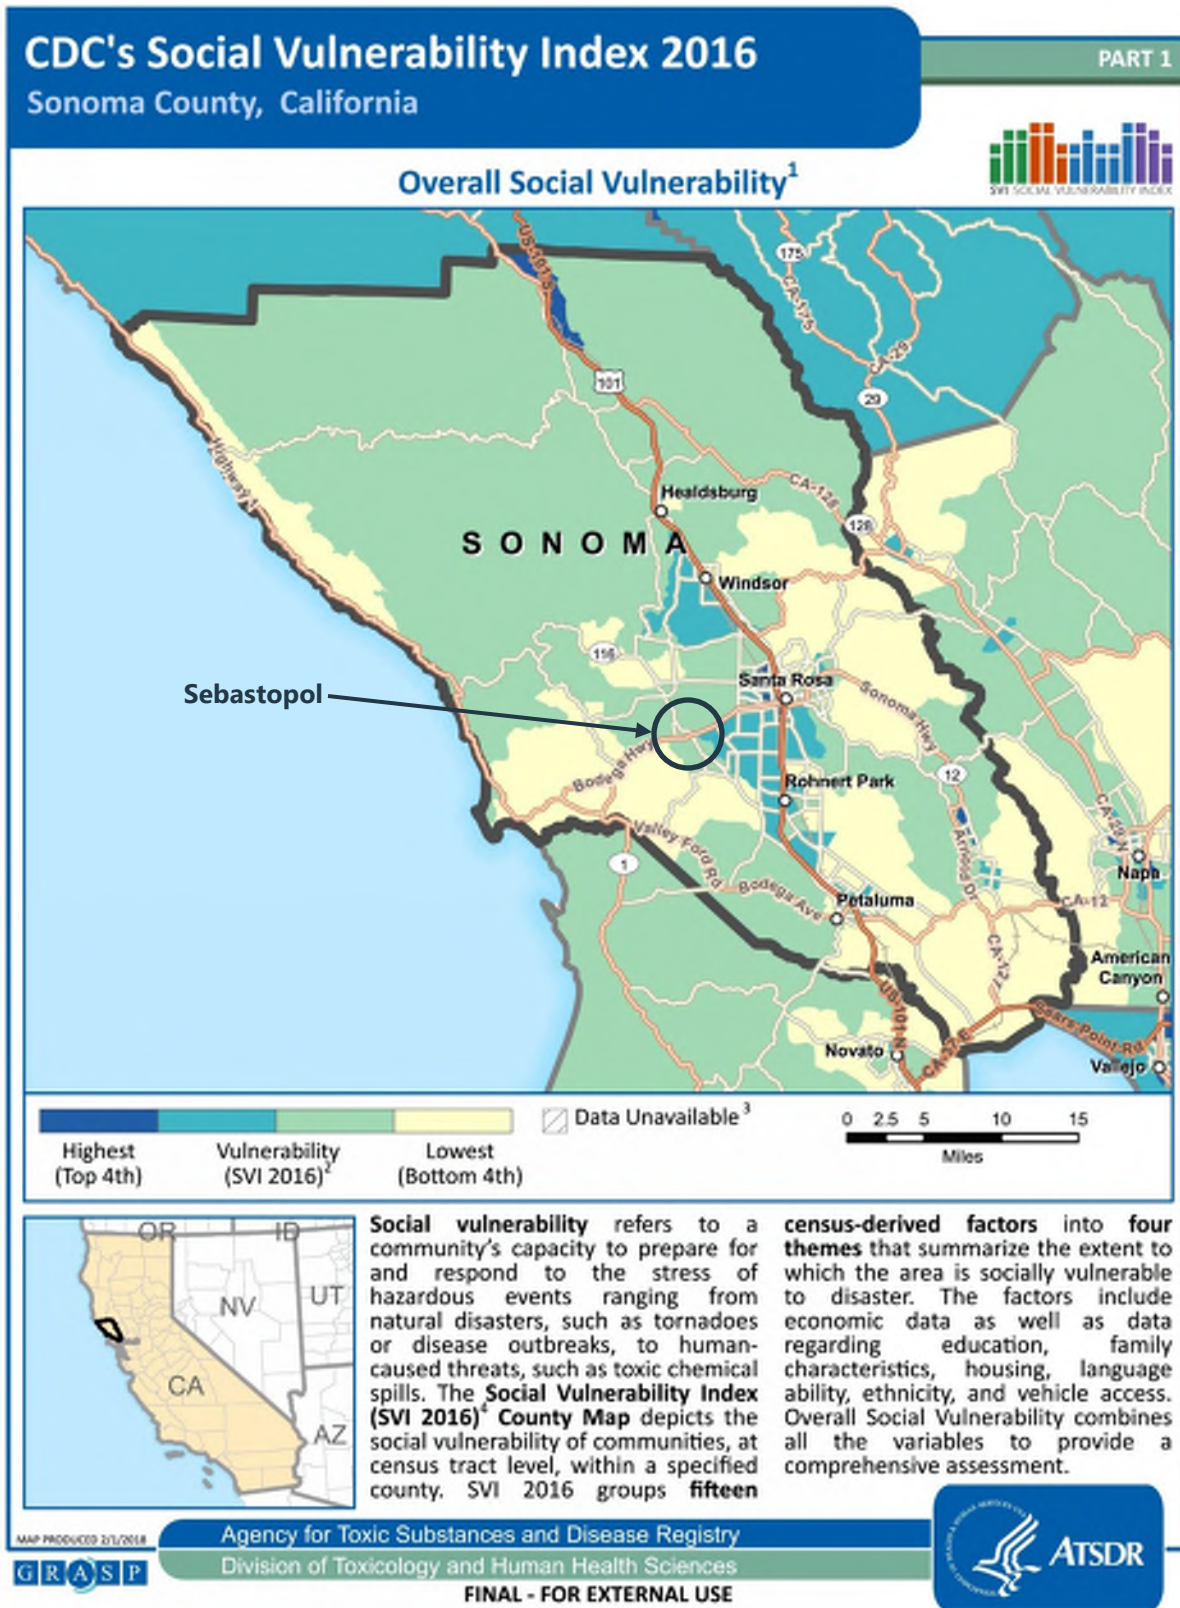 CDC's Social Vulnerability Index 2016
Sonoma County, California
PART 1
SVI SOCIAL VULNERABILITY INDEX
Overall Social Vulnerability1
US-101 S
175
CA-175
CA-29
29
101
Highway 1
Healdsburg
CA-128
128
SONOMA
Windsor
116
Santa Rosa
Sebastopol
Sonoma Hwy
Bodega Hwy
12
Rohnert Park
CA-29 N
Valley Ford Rd
Arnold Dr
1
Napa
Bodega Ave
Petaluma
CA-12
CA-121
American
Canyon
US-101 N
Sears Point Rd
Novato
CA-37 E
Vallejo
Highest
(Top 4th)
Vulnerability
(SVI 2016)2
Lowest
(Bottom 4th)
Data Unavailable3
0 2.5 5 10 15
Miles
OR
ID
NV
UT
CA
AZ
Social vulnerability refers to a
community's capacity to prepare for
and respond to the stress of
hazardous events ranging from
natural disasters, such as tornadoes
or disease outbreaks, to human-
caused threats, such as toxic chemical
spills. The Social Vulnerability Index
(SVI 2016)4 County Map depicts the
social vulnerability of communities, at
census tract level, within a specified
county. SVI 2016 groups fifteen
census-derived factors into four
themes that summarize the extent to
which the area is socially vulnerable
to disaster. The factors include
economic data as well as data
regarding education, family
characteristics, housing, language
ability, ethnicity, and vehicle access.
Overall Social Vulnerability combines
all the variables to provide a
comprehensive assessment.
MAP PRODUCED 2/1/2018
GRASP
Agency for Toxic Substances and Disease Registry
Division of Toxicology and Human Health Sciences
FINAL - FOR EXTERNAL USE
ATSDR